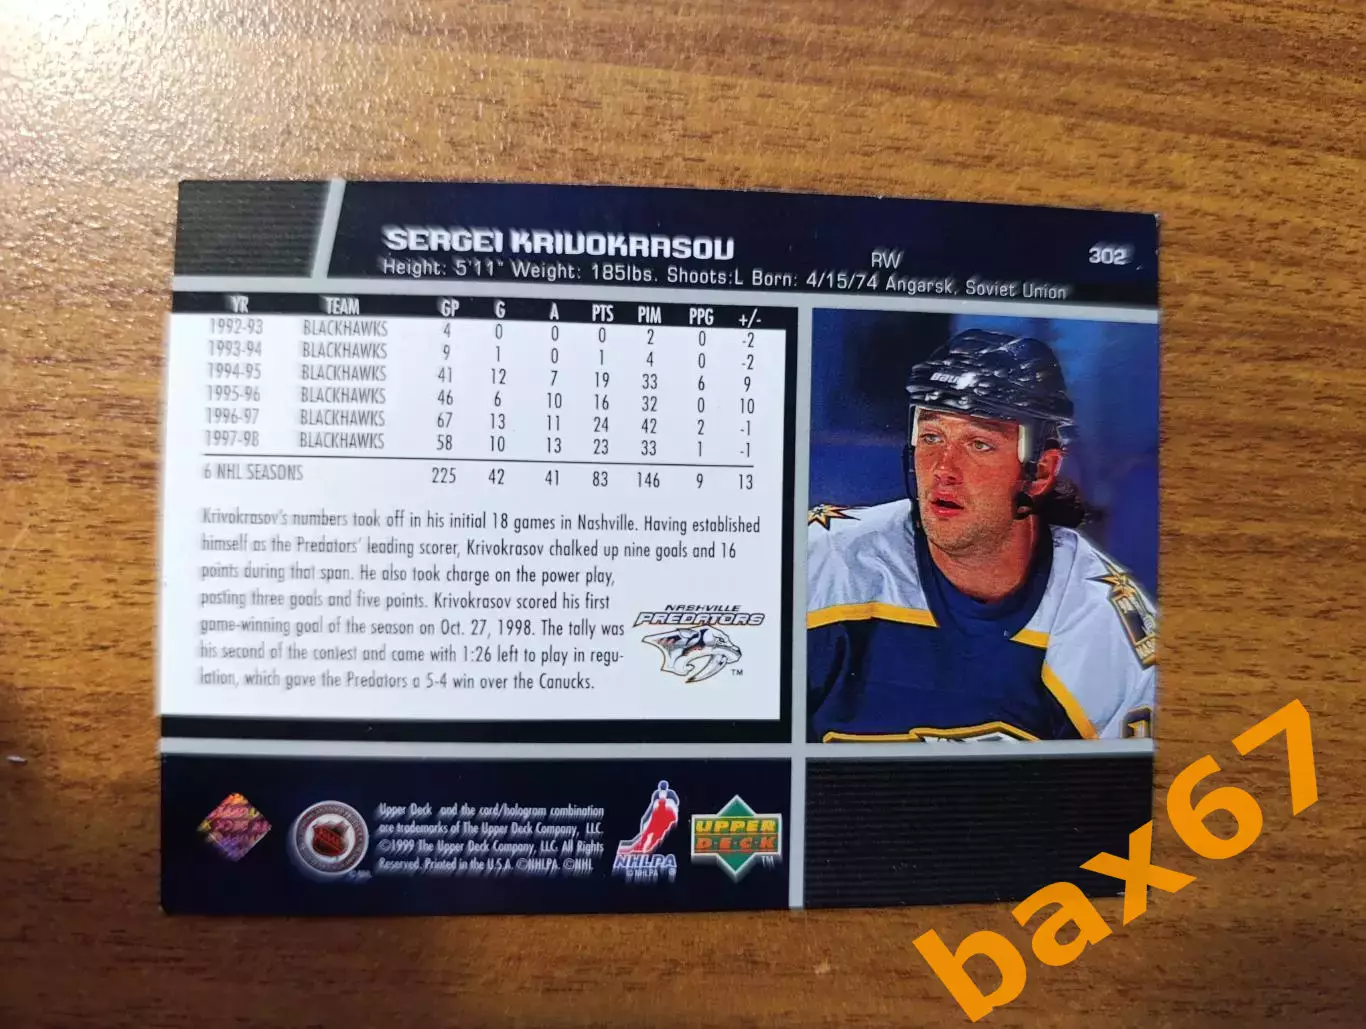 SERGEI KRIVOKRASOV
RW
302
Height: 5'11" Weight: 185lbs. Shoots:L Born: 4/15/74 Angarsk, Soviet Union
YR TEAM GP G A PTS PIM PPG +/-
1992-93 BLACKHAWKS 4 0 0 0 2 0 -2
1993-94 BLACKHAWKS 9 1 0 1 4 0 -2
1994-95 BLACKHAWKS 41 12 7 19 33 6 9
1995-96 BLACKHAWKS 46 6 10 16 32 0 10
1996-97 BLACKHAWKS 67 13 11 24 42 2 -1
1997-98 BLACKHAWKS 58 10 13 23 33 1 -1
6 NHL SEASONS 225 42 41 83 146 9 13
Krivokrasov's numbers took off in his initial 18 games in Nashville. Having established
himself as the Predators' leading scorer, Krivokrasov chalked up nine goals and 16
points during that span. He also took charge on the power play,
posting three goals and five points. Krivokrasov scored his first
game-winning goal of the season on Oct. 27, 1998. The tally was
his second of the contest and came with 1:26 left to play in regu-
lation, which gave the Predators a 5-4 win over the Canucks.
NASHVILLE
PREDATORS
TM
Bauer
Upper Deck and the card/hologram combination
are trademarks of The Upper Deck Company, LLC.
©1999 The Upper Deck Company, LLC. All Rights
Reserved. Printed in the U.S.A. ©NHLPA. ©NHL
NHLPA
©NHLPA
UPPER
DECK
TM
bax67